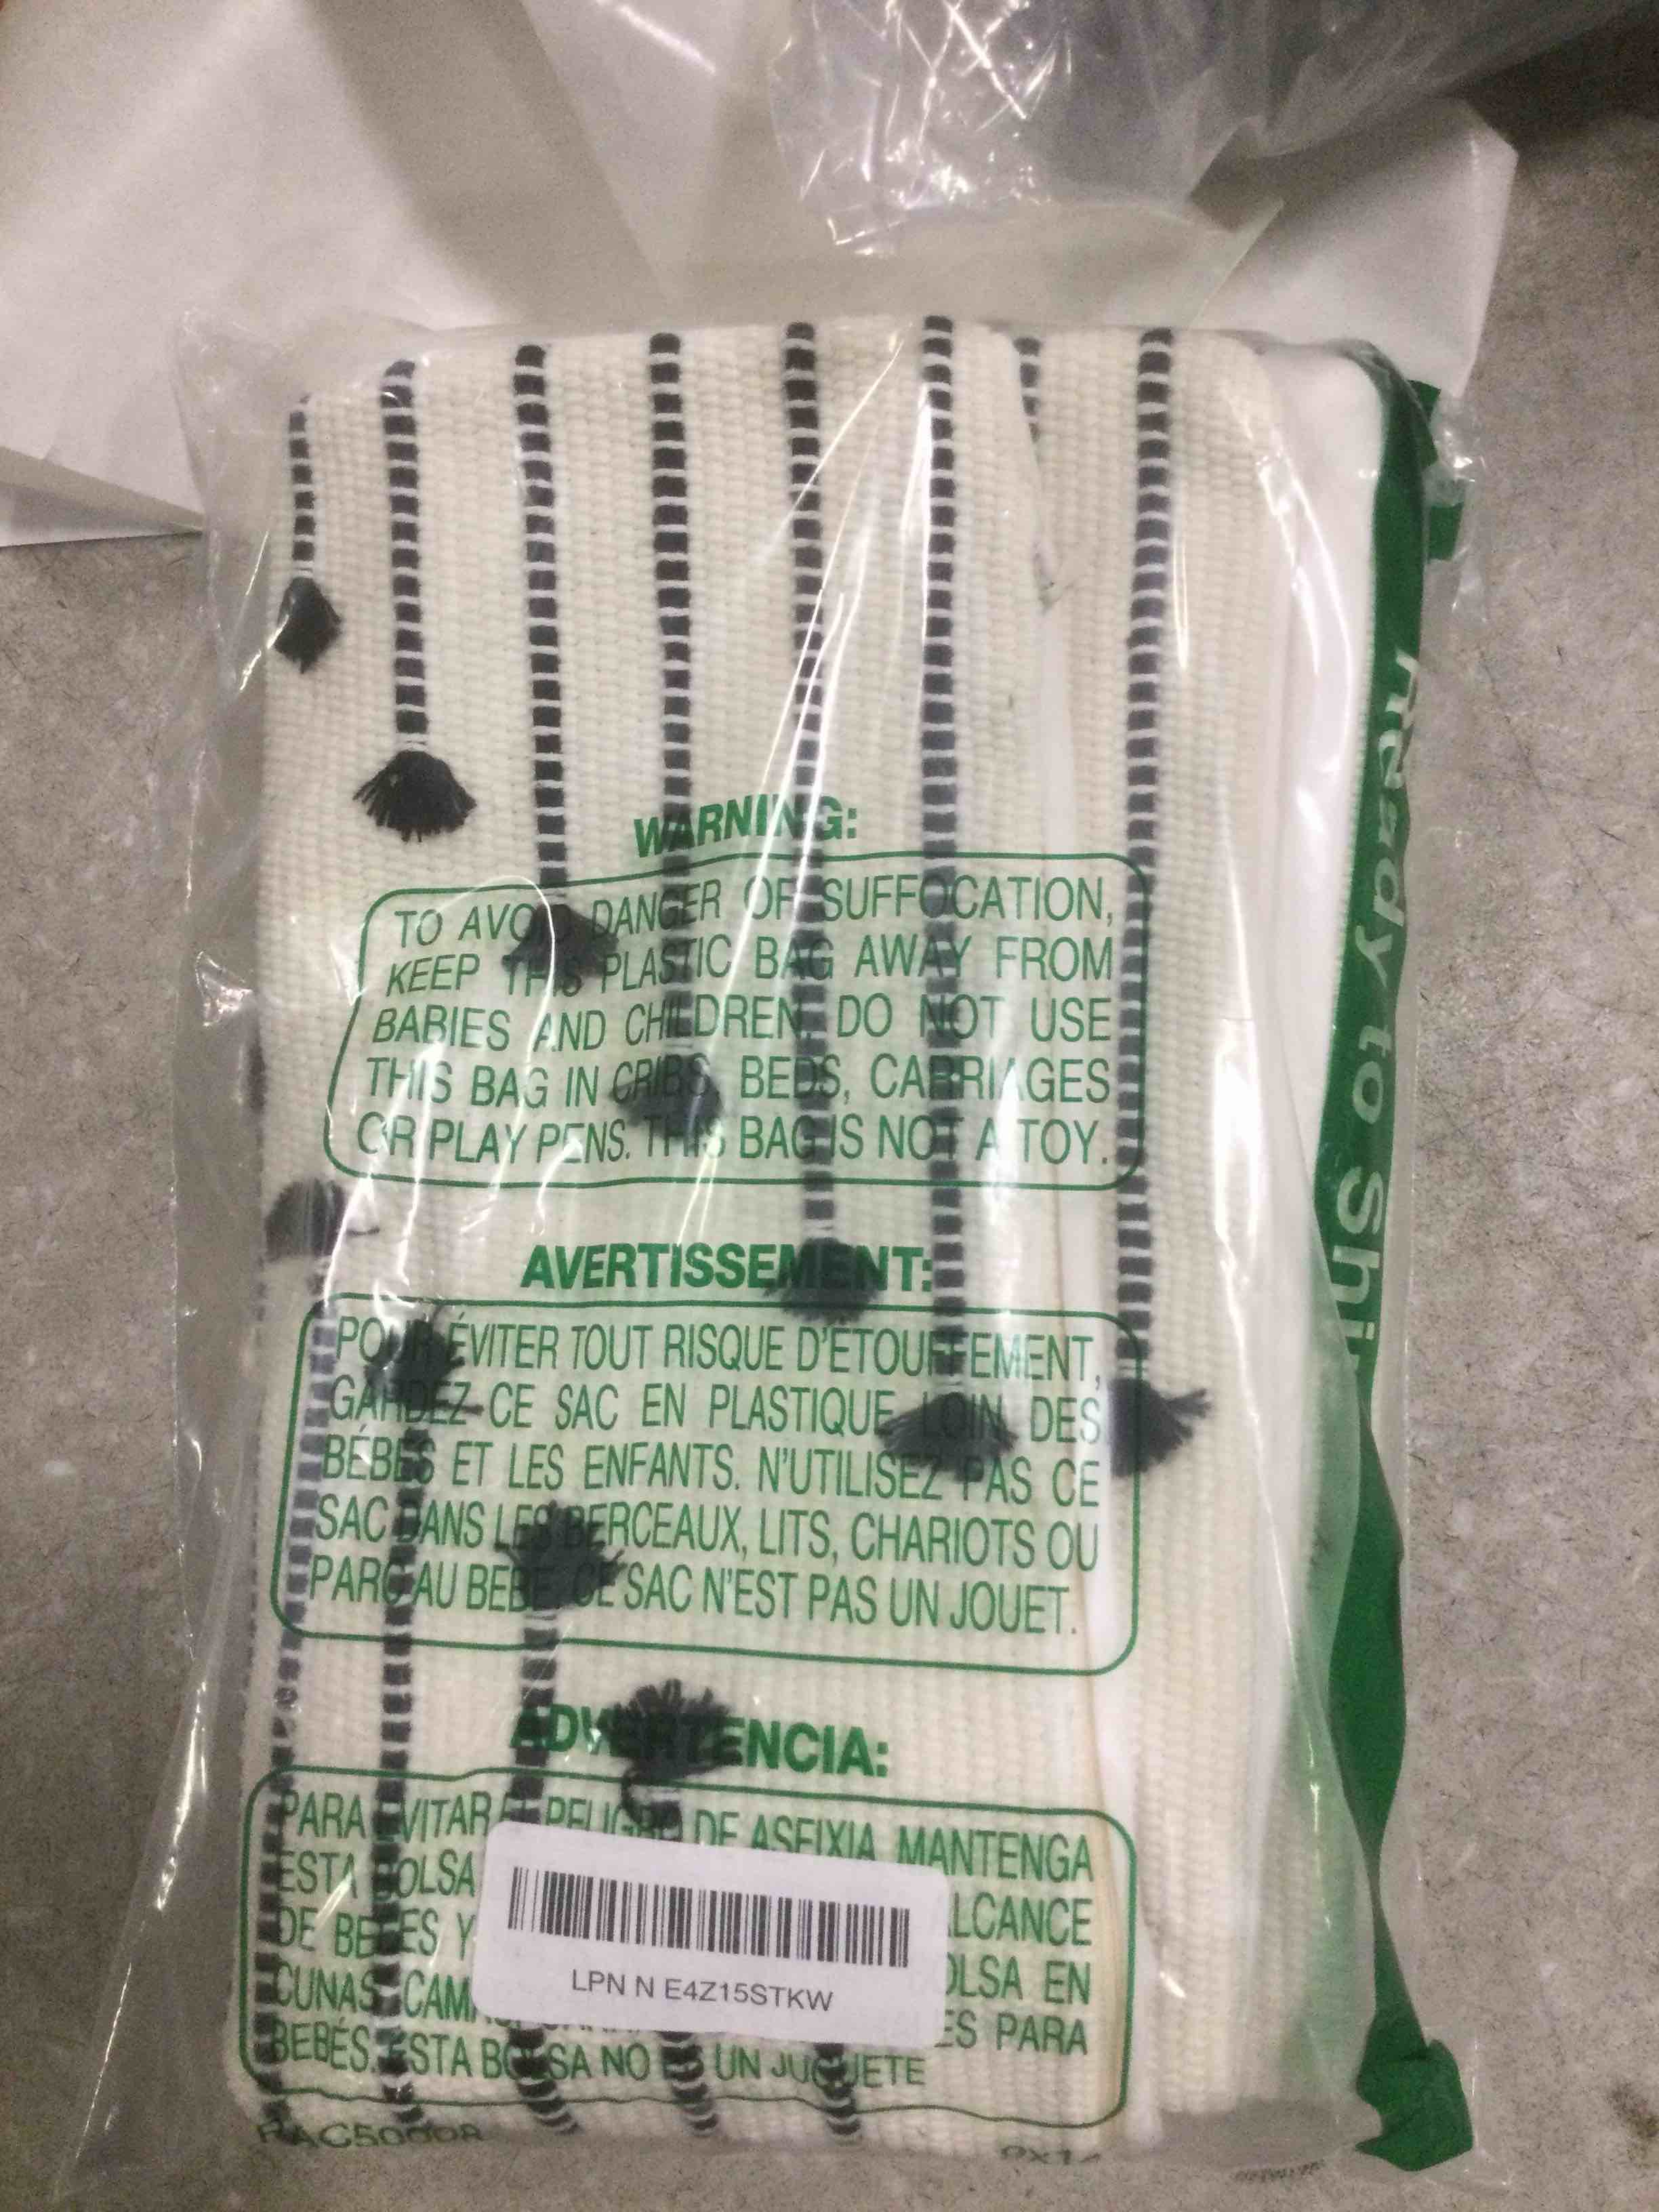 WARNING:
TO AVOID DANGER OF SUFFOCATION,
KEEP THIS PLASTIC BAG AWAY FROM
BABIES AND CHILDREN. DO NOT USE
THIS BAG IN CRIBS, BEDS, CARRIAGES
OR PLAY PENS. THIS BAG IS NOT A TOY.
AVERTISSEMENT:
POUR ÉVITER TOUT RISQUE D'ÉTOUFFEMENT,
GARDEZ CE SAC EN PLASTIQUE LOIN DES
BÉBÉS ET LES ENFANTS. N'UTILISEZ PAS CE
SAC DANS LES BERCEAUX, LITS, CHARIOTS OU
PARC AU BEBE. CE SAC N'EST PAS UN JOUET.
ADVERTENCIA:
PARA EVITAR EL PELIGRO DE ASFIXIA MANTENGA
ESTA BOLSA ALCANCE
DE BEBES Y BOLSA EN
CUNAS, ES PARA
BEBÉS. ESTA BOLSA NO ES UN JUGUETE
LPN N E4Z15STKW
Ready to Shi